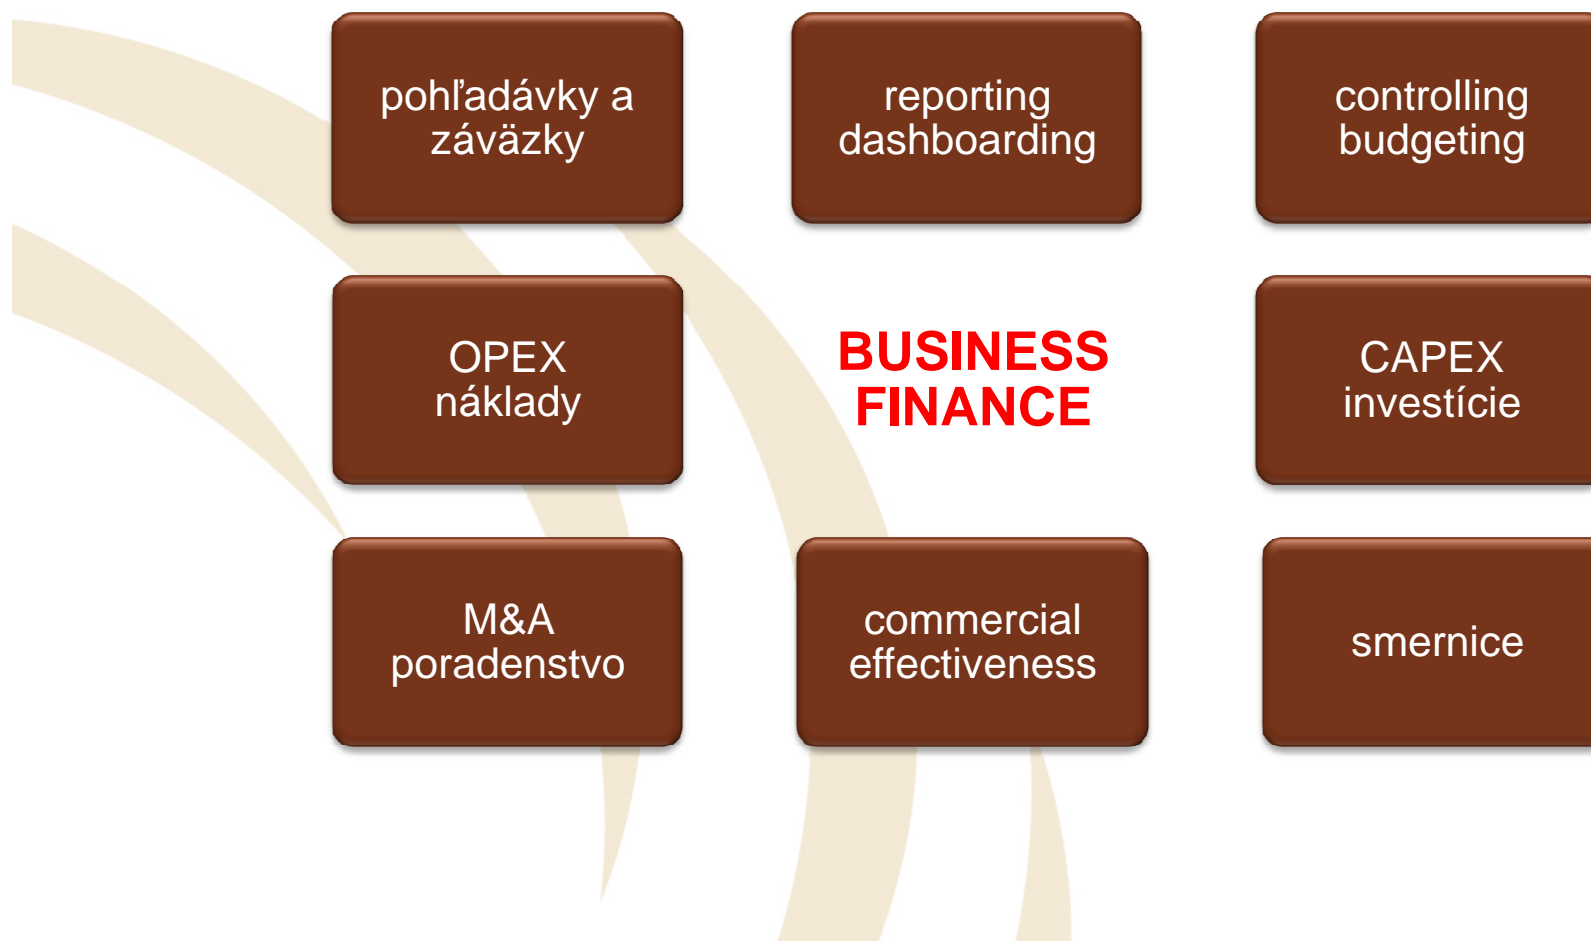 pohľadávky a
záväzky
reporting
dashboarding
controlling
budgeting
OPEX
náklady
BUSINESS
FINANCE
CAPEX
investície
M&A
poradenstvo
commercial
effectiveness
smernice